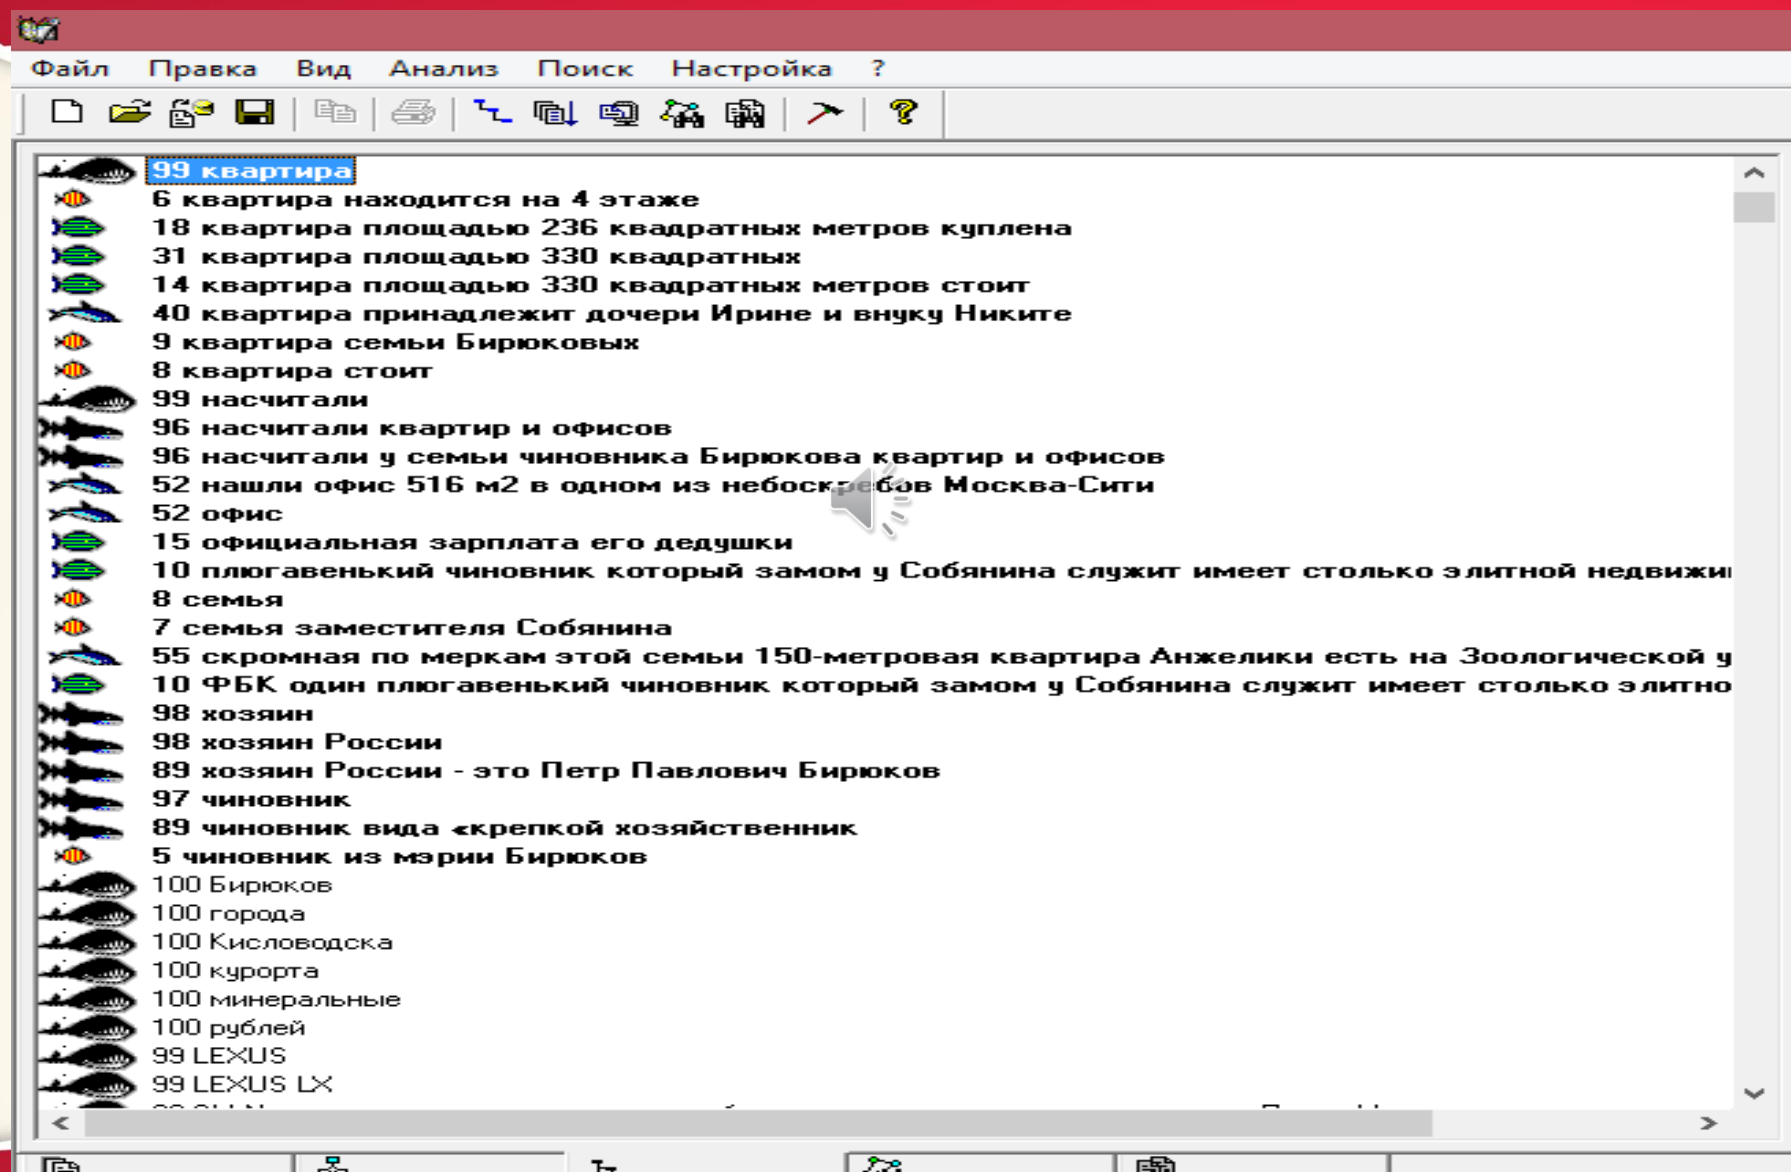 Файл Правка Вид Анализ Поиск Настройка ?
99 квартира
6 квартира находится на 4 этаже
18 квартира площадью 236 квадратных метров куплена
31 квартира площадью 330 квадратных
14 квартира площадью 330 квадратных метров стоит
40 квартира принадлежит дочери Ирине и внуку Никите
9 квартира семьи Бирюковых
8 квартира стоит
99 насчитали
96 насчитали квартир и офисов
96 насчитали у семьи чиновника Бирюкова квартир и офисов
52 нашли офис 516 м2 в одном из небоскребов Москва-Сити
52 офис
15 официальная зарплата его дедушки
10 плюгавенький чиновник который замом у Собянина служит имеет столько элитной недвижи
8 семья
7 семья заместителя Собянина
55 скромная по меркам этой семьи 150-метровая квартира Анжелики есть на Зоологической у
10 ФБК один плюгавенький чиновник который замом у Собянина служит имеет столько элитно
98 хозяин
98 хозяин России
89 хозяин России - это Петр Павлович Бирюков
97 чиновник
89 чиновник вида «крепкой хозяйственник
5 чиновник из мэрии Бирюков
100 Бирюков
100 города
100 Кисловодска
100 курорта
100 минеральные
100 рублей
99 LEXUS
99 LEXUS LX